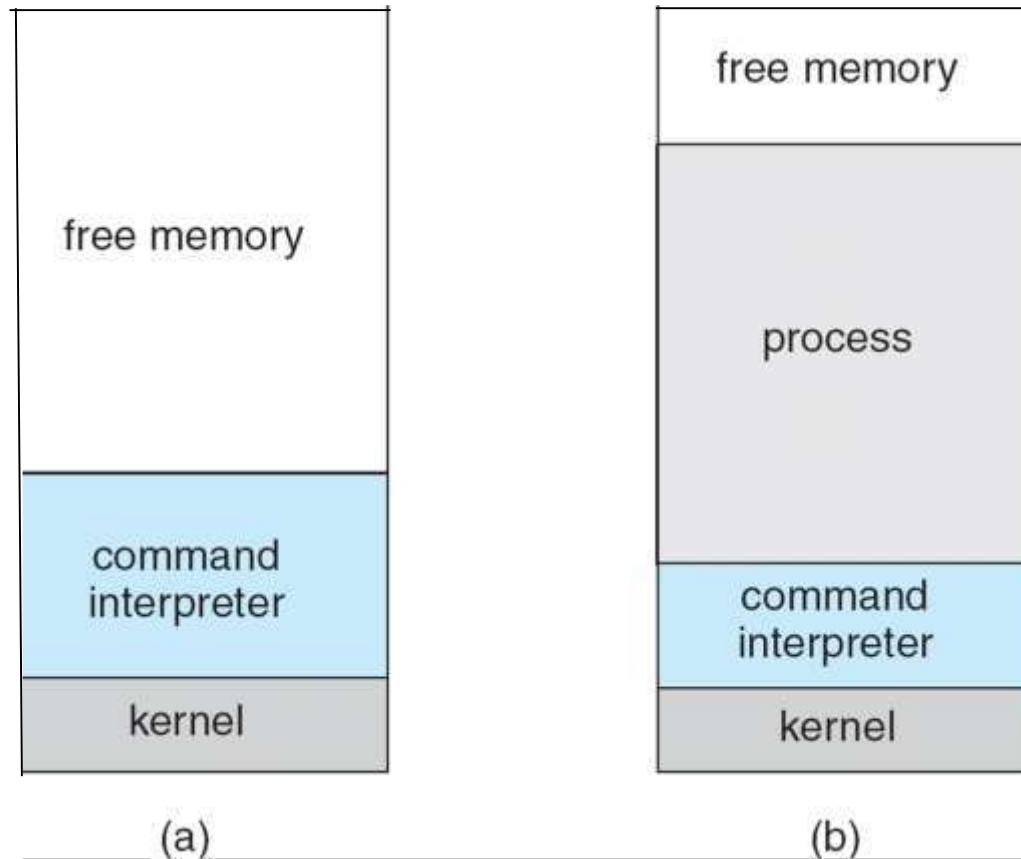 free memory
command
interpreter
kernel
(a)
free memory
process
command
interpreter
kernel
(b)